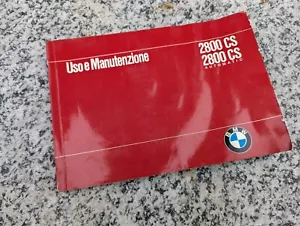 Uso e Manutenzione
2800 CS
2800 CS
AUTOMATIC
BMW